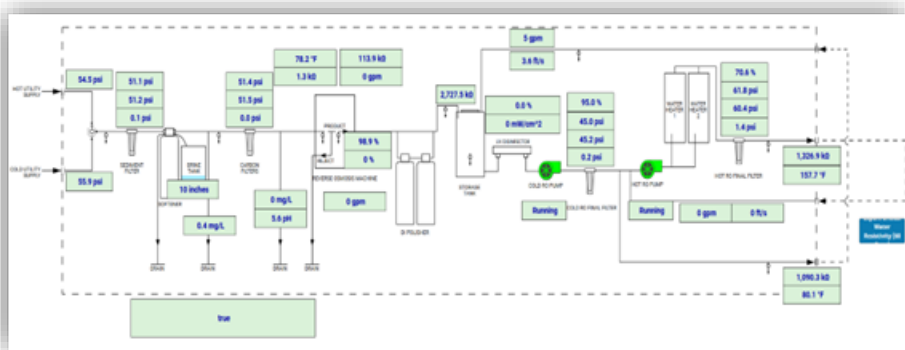 5 gpm
3.6 ft/s
78.2 °F
1.3 kΩ
113.9 kΩ
0 gpm
HOT UTILITY
SUPPLY
54.5 psi
51.1 psi
51.2 psi
0.1 psi
51.4 psi
51.5 psi
0.0 psi
2,727.5 kΩ
0.0 %
0 mW/cm^2
95.0 %
45.0 psi
45.2 psi
0.2 psi
WATER
HEATER
1
WATER
HEATER
2
70.6 %
61.8 psi
60.4 psi
1.4 psi
PRODUCT
REJECT
98.9 %
0 %
REVERSE OSMOSIS MACHINE
0 gpm
SEDIMENT
FILTER
BRINE
TANK
10 inches
SOFTENER
CARBON
FILTERS
COLD UTILITY
SUPPLY
55.9 psi
0.4 mg/L
0 mg/L
5.6 pH
DI POLISHER
STORAGE
TANK
COLD RO PUMP
Running
COLD RO FINAL FILTER
HOT RO PUMP
Running
HOT RO FINAL FILTER
1,326.9 kΩ
157.7 °F
0 gpm
0 ft/s
Water
1,090.3 kΩ
80.1 °F
DRAIN
DRAIN
DRAIN
DRAIN
true